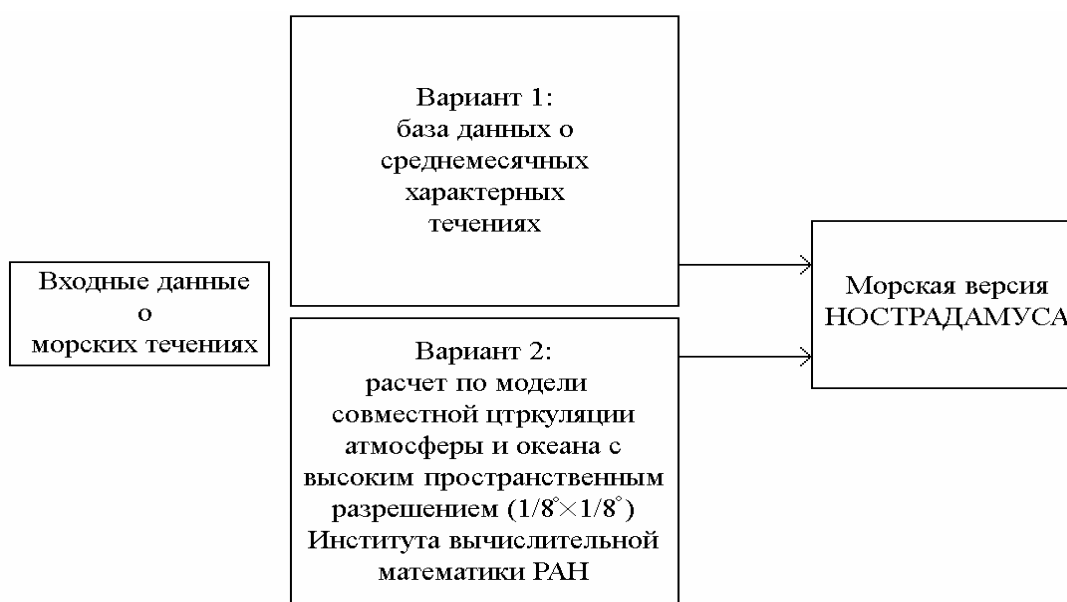 Входные данные
о
морских течениях
Вариант 1:
база данных о
среднемесячных
характерных
течениях
Вариант 2:
расчет по модели
совместной цтркуляции
атмосферы и океана с
высоким пространственным
разрешением (1/8°×1/8°)
Института вычислительной
математики РАН
Морская версия
НОСТРАДАМУСА